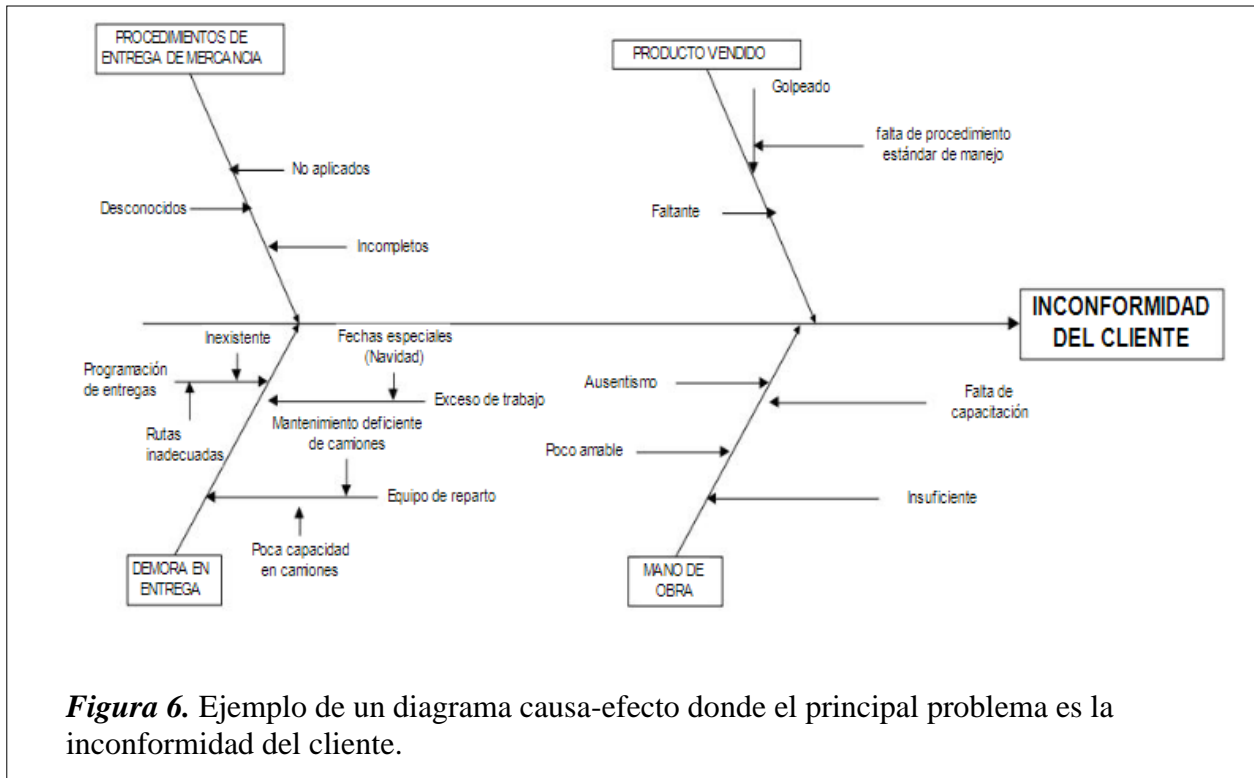 PROCEDIMIENTOS DE
ENTREGA DE MERCANCIA
PRODUCTO VENDIDO
Golpeado
falta de procedimiento
estándar de manejo
No aplicados
Desconocidos
Faltante
Incompletos
INCONFORMIDAD
DEL CLIENTE
Inexistente
Fechas especiales
(Navidad)
Programación
de entregas
Ausentismo
Exceso de trabajo
Falta de
capacitación
Rutas
inadecuadas
Mantenimiento deficiente
de camiones
Poco amable
Equipo de reparto
Insuficiente
Poca capacidad
en camiones
DEMORA EN
ENTREGA
MANO DE
OBRA
Figura 6. Ejemplo de un diagrama causa-efecto donde el principal problema es la
inconformidad del cliente.